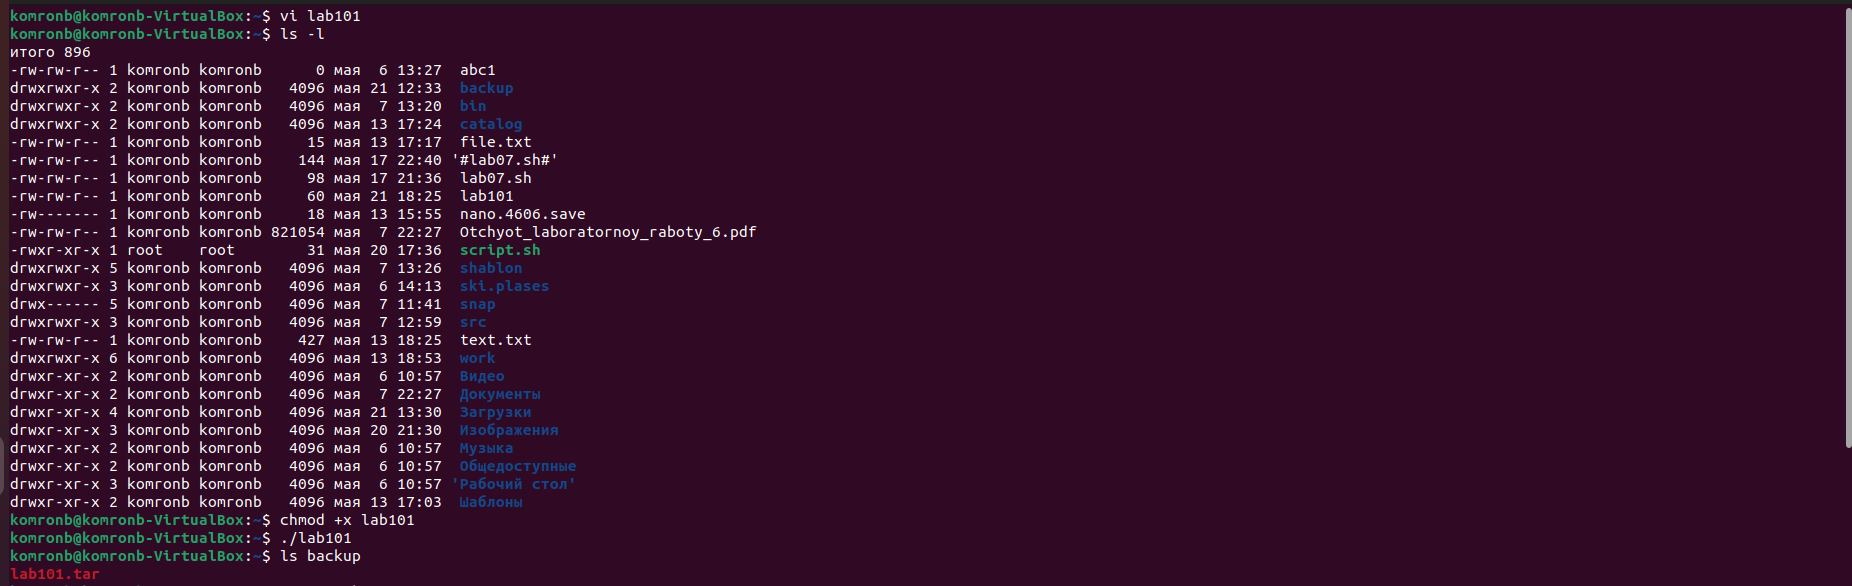 komronb@komronb-VirtualBox:~$ vi lab101
komronb@komronb-VirtualBox:~$ ls -l
итого 896
-rw-rw-r-- 1 komronb komronb      0 мая  6 13:27  abc1
drwxrwxr-x 2 komronb komronb   4096 мая 21 12:33  backup
drwxrwxr-x 2 komronb komronb   4096 мая  7 13:20  bin
drwxrwxr-x 2 komronb komronb   4096 мая 13 17:24  catalog
-rw-rw-r-- 1 komronb komronb     15 мая 13 17:17  file.txt
-rw-rw-r-- 1 komronb komronb    144 мая 17 22:40 '#lab07.sh#'
-rw-rw-r-- 1 komronb komronb     98 мая 17 21:36  lab07.sh
-rw-rw-r-- 1 komronb komronb     60 мая 21 18:25  lab101
-rw------- 1 komronb komronb     18 мая 13 15:55  nano.4606.save
-rw-rw-r-- 1 komronb komronb 821054 мая  7 22:27  Otchyot_laboratornoy_raboty_6.pdf
-rwxr-xr-x 1 root    root        31 мая 20 17:36  script.sh
drwxrwxr-x 5 komronb komronb   4096 мая  7 13:26  shablon
drwxrwxr-x 3 komronb komronb   4096 мая  6 14:13  ski.plases
drwx------ 5 komronb komronb   4096 мая  7 11:41  snap
drwxrwxr-x 3 komronb komronb   4096 мая  7 12:59  src
-rw-rw-r-- 1 komronb komronb    427 мая 13 18:25  text.txt
drwxrwxr-x 6 komronb komronb   4096 мая 13 18:53  work
drwxr-xr-x 2 komronb komronb   4096 мая  6 10:57  Видео
drwxr-xr-x 2 komronb komronb   4096 мая  7 22:27  Документы
drwxr-xr-x 4 komronb komronb   4096 мая 21 13:30  Загрузки
drwxr-xr-x 3 komronb komronb   4096 мая 20 21:30  Изображения
drwxr-xr-x 2 komronb komronb   4096 мая  6 10:57  Музыка
drwxr-xr-x 2 komronb komronb   4096 мая  6 10:57  Общедоступные
drwxr-xr-x 3 komronb komronb   4096 мая  6 10:57 'Рабочий стол'
drwxr-xr-x 2 komronb komronb   4096 мая 13 17:03  Шаблоны
komronb@komronb-VirtualBox:~$ chmod +x lab101
komronb@komronb-VirtualBox:~$ ./lab101
komronb@komronb-VirtualBox:~$ ls backup
lab101.tar